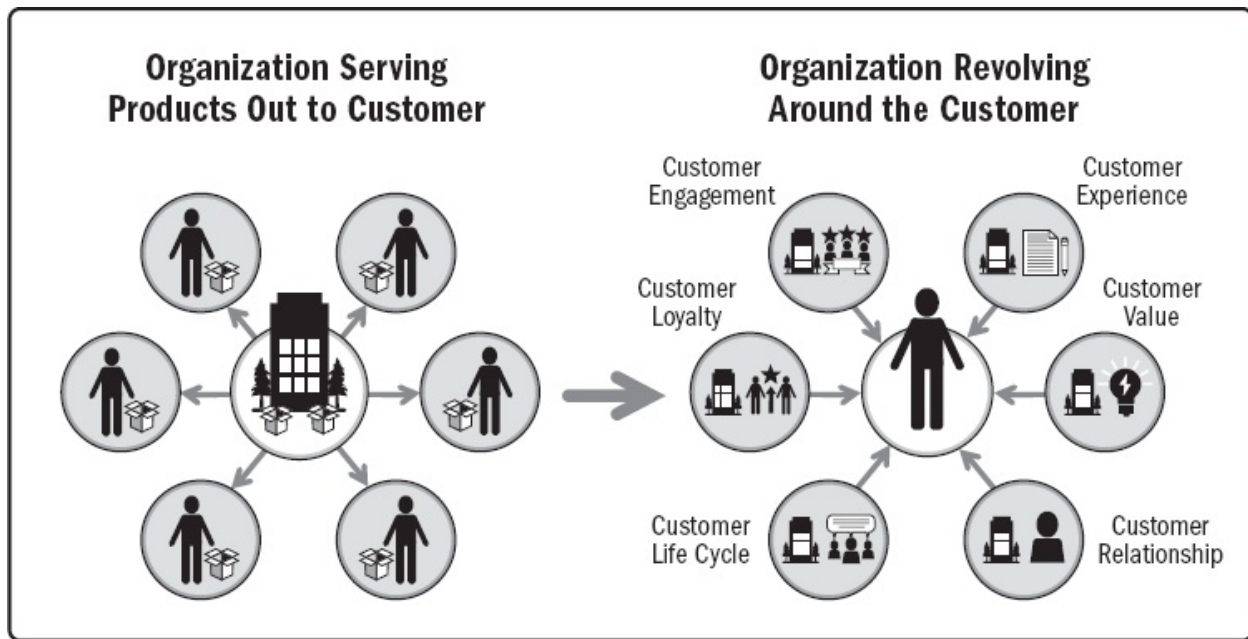 Organization Serving
Products Out to Customer
Organization Revolving
Around the Customer
Customer
Engagement
Customer
Experience
Customer
Loyalty
Customer
Value
Customer
Life Cycle
Customer
Relationship